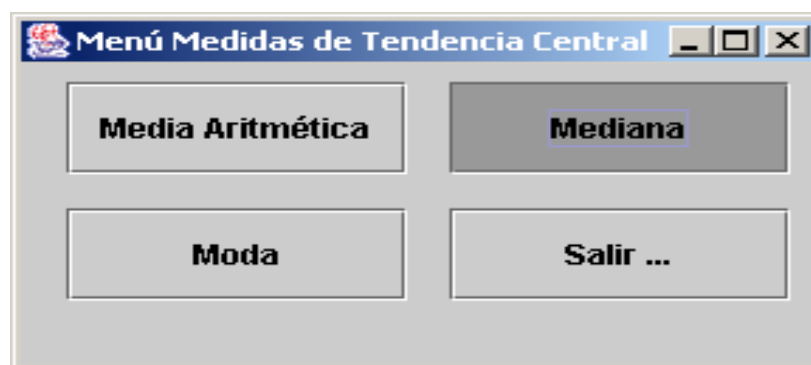 Menú Medidas de Tendencia Central
Media Aritmética
Mediana
Moda
Salir ...